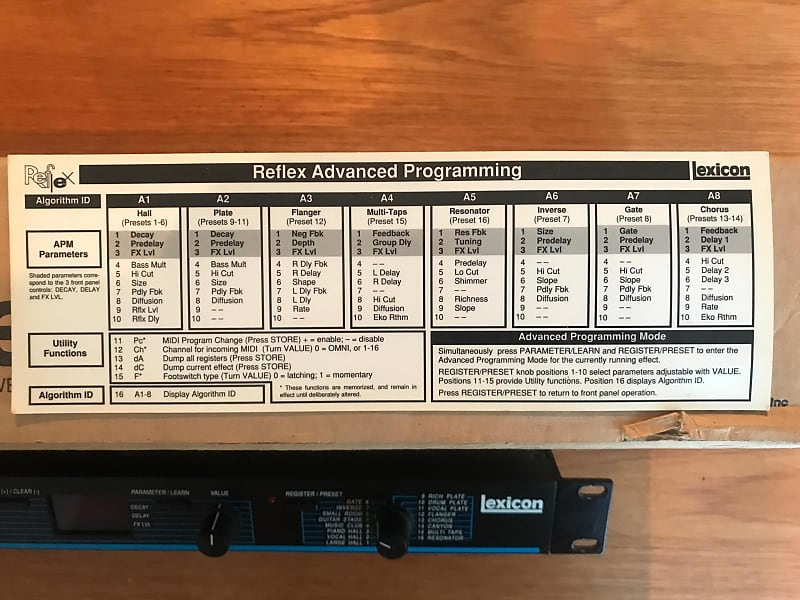 Reflex
Reflex Advanced Programming
lexicon
Algorithm ID
A1
A2
A3
A4
A5
A6
A7
A8
APM
Parameters
Shaded parameters corre-
spond to the 3 front panel
controls: DECAY, DELAY
and FX LVL.
Hall
(Presets 1-6)
1 Decay
2 Predelay
3 FX Lvl
4 Bass Mult
5 Hi Cut
6 Size
7 Pdly Fbk
8 Diffusion
9 Rflx Lvl
10 Rflx Dly
Plate
(Presets 9-11)
1 Decay
2 Predelay
3 FX Lvl
4 Bass Mult
5 Hi Cut
6 Size
7 Pdly Fbk
8 Diffusion
9 - -
10 - -
Flanger
(Preset 12)
1 Neg Fbk
2 Depth
3 FX Lvl
4 R Dly Fbk
5 R Delay
6 Shape
7 L Dly Fbk
8 L Dly
9 Rate
10 - -
Multi-Taps
(Preset 15)
1 Feedback
2 Group Dly
3 FX Lvl
4 - -
5 L Delay
6 R Delay
7 - -
8 Hi Cut
9 Diffusion
10 Eko Rthm
Resonator
(Preset 16)
1 Res Fbk
2 Tuning
3 FX Lvl
4 Predelay
5 Lo Cut
6 Shimmer
7 - -
8 Richness
9 Slope
10 - -
Inverse
(Preset 7)
1 Size
2 Predelay
3 FX Lvl
4 - -
5 Hi Cut
6 Slope
7 Pdly Fbk
8 Diffusion
9 - -
10 - -
Gate
(Preset 8)
1 Gate
2 Predelay
3 FX Lvl
4 - -
5 Hi Cut
6 Slope
7 Pdly Fbk
8 Diffusion
9 - -
10 - -
Chorus
(Presets 13-14)
1 Feedback
2 Delay 1
3 FX Lvl
4 Hi Cut
5 Delay 2
6 Delay 3
7 - -
8 Diffusion
9 Rate
10 Eko Rthm
Utility
Functions
11 Pc* MIDI Program Change (Press STORE) + = enable; – = disable
12 Ch* Channel for incoming MIDI (Turn VALUE) 0 = OMNI, or 1-16
13 dA Dump all registers (Press STORE)
14 dC Dump current effect (Press STORE)
15 F* Footswitch type (Turn VALUE) 0 = latching; 1 = momentary
Algorithm ID
16 A1-8 Display Algorithm ID
* These functions are memorized, and remain in
effect until deliberately altered.
Advanced Programming Mode
Simultaneously press PARAMETER/LEARN and REGISTER/PRESET to enter the
Advanced Programming Mode for the currently running effect.
REGISTER/PRESET knob positions 1-10 select parameters adjustable with VALUE.
Positions 11-15 provide Utility functions. Position 16 displays Algorithm ID.
Press REGISTER/PRESET to return to front panel operation.
Inc
(+) / CLEAR (-)
PARAMETER / LEARN
DECAY
DELAY
FX LVL
VALUE
REGISTER / PRESET
GATE 8
INVERSE
SMALL ROOM
GUITAR STAGE
MUSIC CLUB
PIANO HALL
VOCAL HALL
LARGE HALL 1
9 RICH PLATE
10 DRUM PLATE
11 VOCAL PLATE
12 FLANGER
13 CHORUS
14 CANYON
15 MULTI TAPS
16 RESONATOR
lexicon